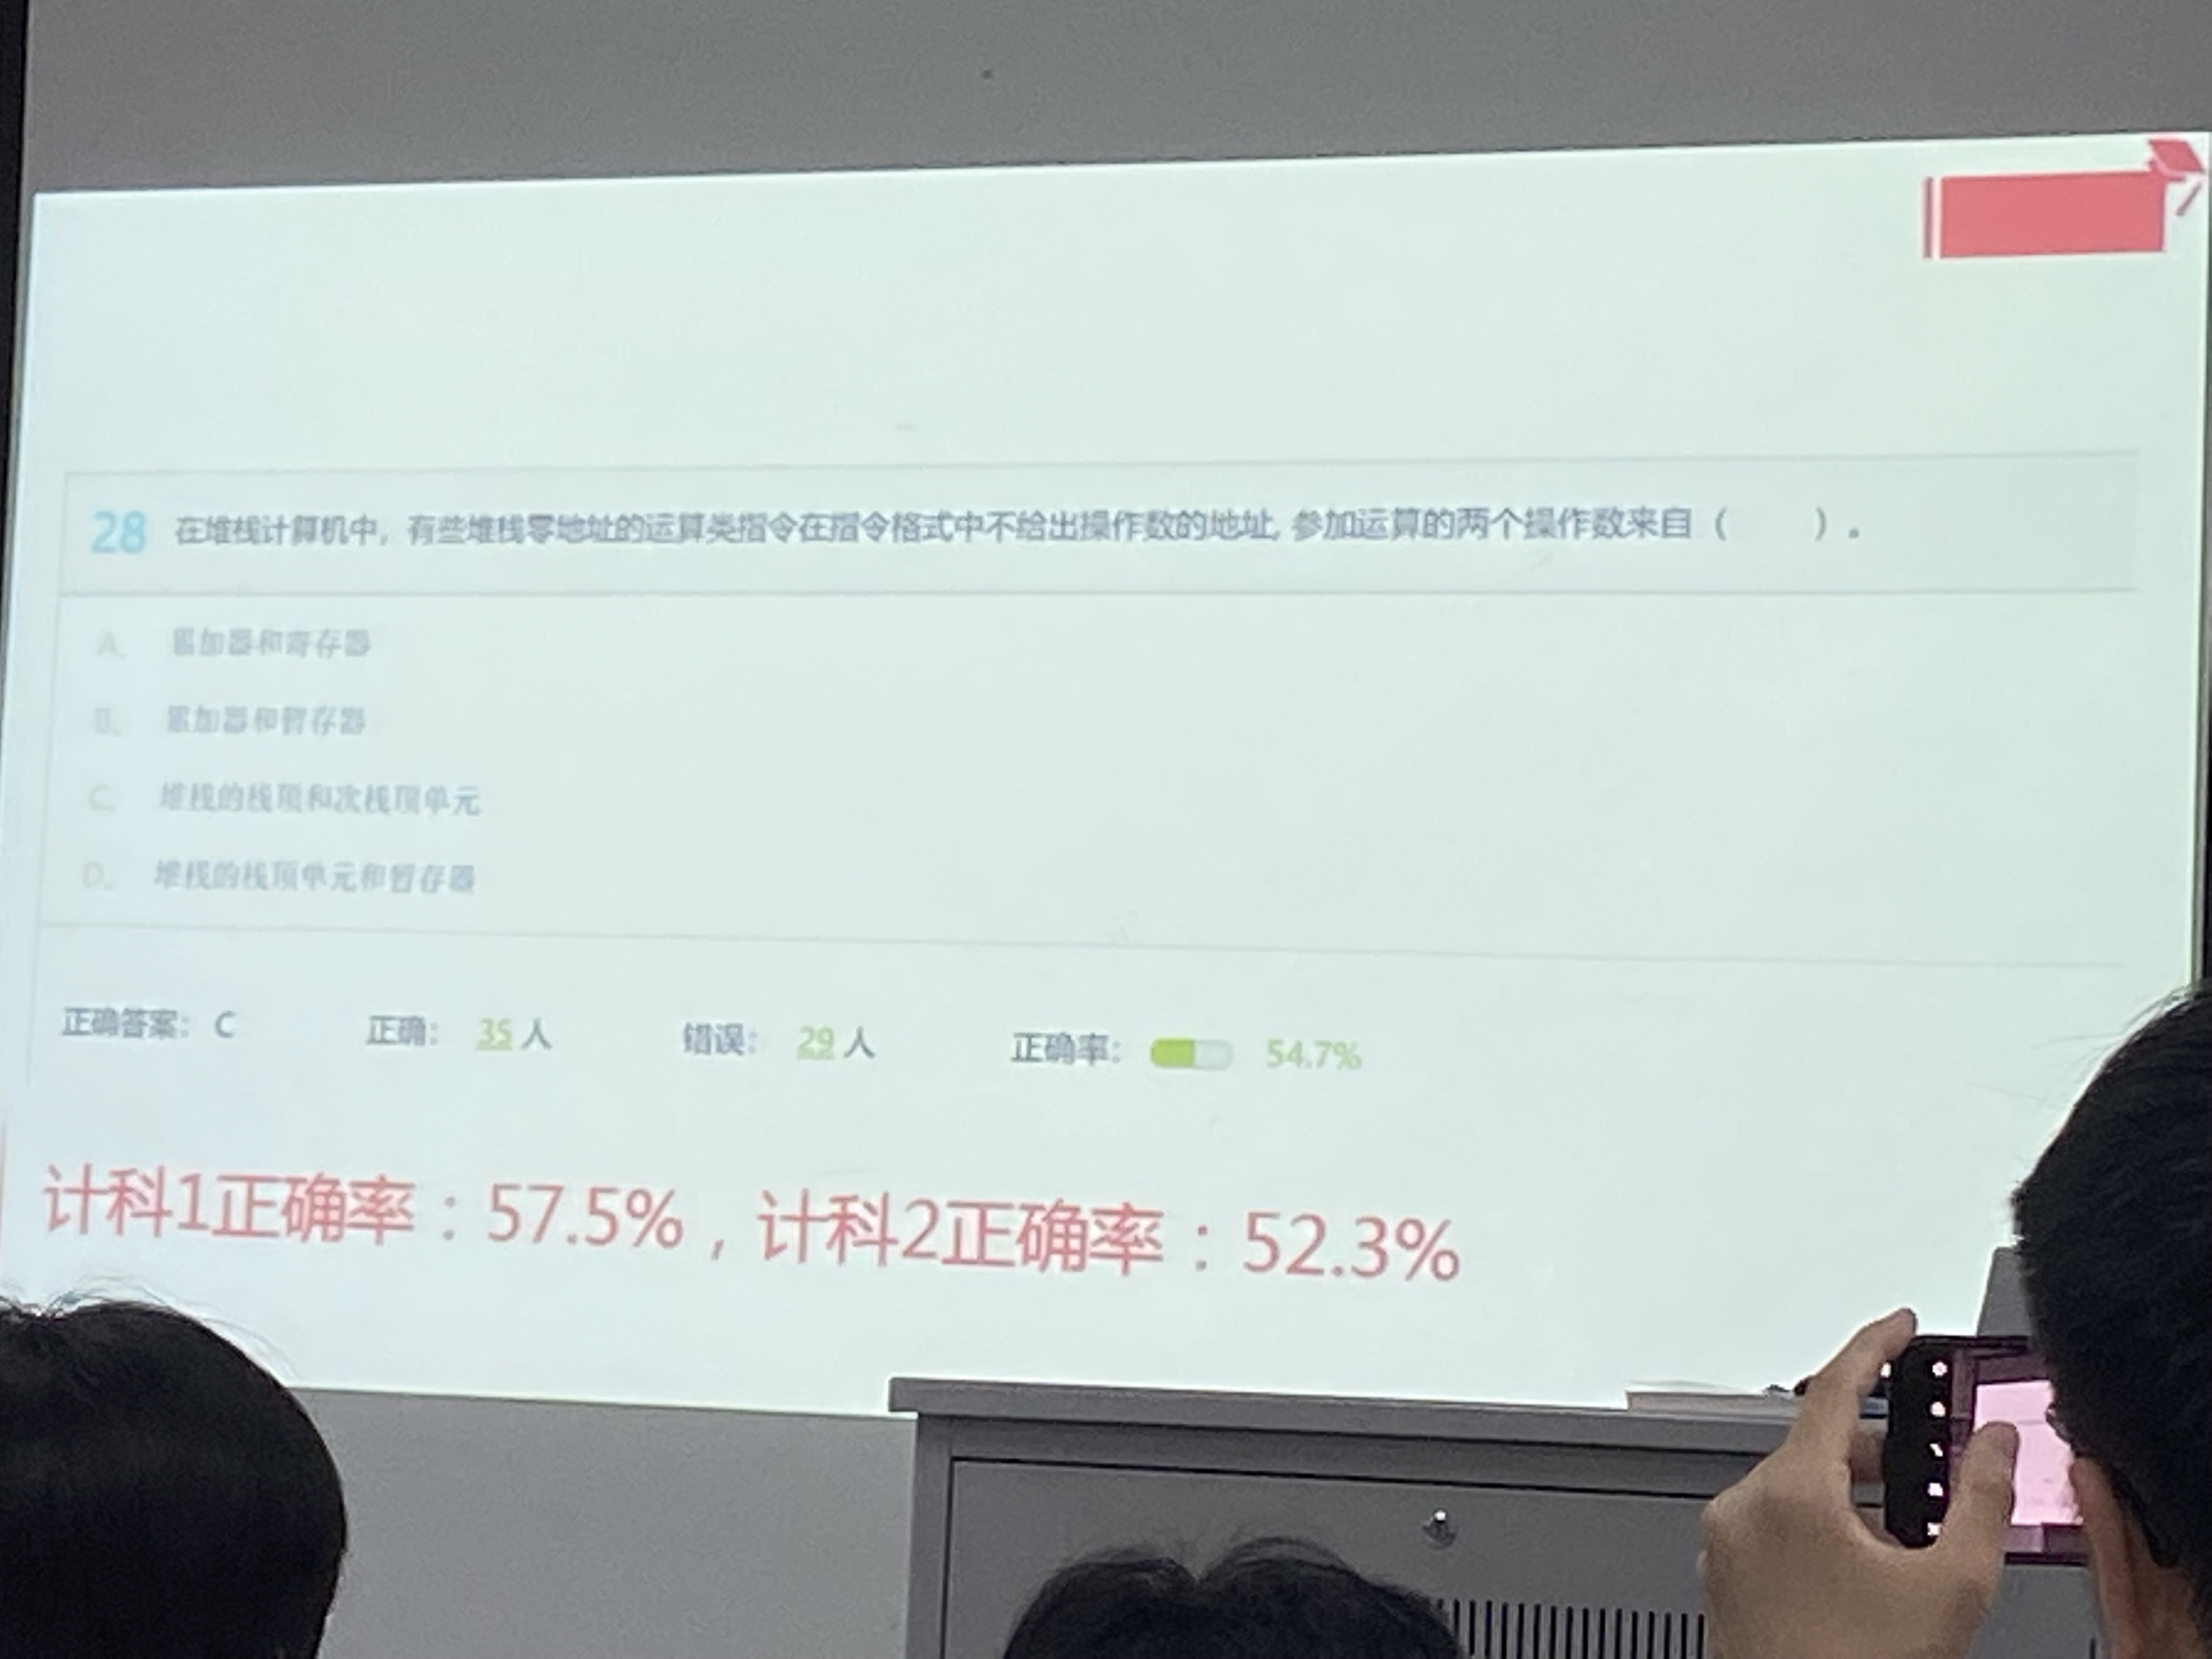 28 在堆栈计算机中，有些堆栈零地址的运算类指令在指令格式中不给出操作数的地址, 参加运算的两个操作数来自（ ）。
A. 累加器和寄存器
B. 累加器和暂存器
C. 堆栈的栈顶和次栈顶单元
D. 堆栈的栈顶单元和暂存器
正确答案： C 正确： 35 人 错误： 29 人 正确率： 54.7%
计科1正确率：57.5%，计科2正确率：52.3%